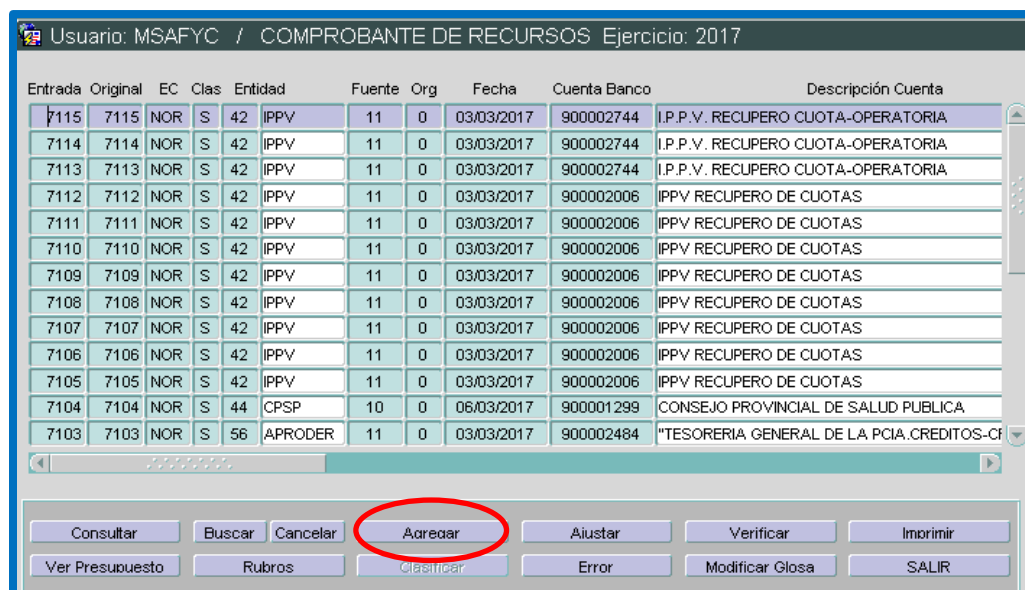 Usuario: MSAFYC / COMPROBANTE DE RECURSOS Ejercicio: 2017
Entrada Original EC Clas Entidad Fuente Org Fecha Cuenta Banco Descripción Cuenta
7115 7115 NOR S 42 IPPV 11 0 03/03/2017 900002744 I.P.P.V. RECUPERO CUOTA-OPERATORIA
7114 7114 NOR S 42 IPPV 11 0 03/03/2017 900002744 I.P.P.V. RECUPERO CUOTA-OPERATORIA
7113 7113 NOR S 42 IPPV 11 0 03/03/2017 900002744 I.P.P.V. RECUPERO CUOTA-OPERATORIA
7112 7112 NOR S 42 IPPV 11 0 03/03/2017 900002006 IPPV RECUPERO DE CUOTAS
7111 7111 NOR S 42 IPPV 11 0 03/03/2017 900002006 IPPV RECUPERO DE CUOTAS
7110 7110 NOR S 42 IPPV 11 0 03/03/2017 900002006 IPPV RECUPERO DE CUOTAS
7109 7109 NOR S 42 IPPV 11 0 03/03/2017 900002006 IPPV RECUPERO DE CUOTAS
7108 7108 NOR S 42 IPPV 11 0 03/03/2017 900002006 IPPV RECUPERO DE CUOTAS
7107 7107 NOR S 42 IPPV 11 0 03/03/2017 900002006 IPPV RECUPERO DE CUOTAS
7106 7106 NOR S 42 IPPV 11 0 03/03/2017 900002006 IPPV RECUPERO DE CUOTAS
7105 7105 NOR S 42 IPPV 11 0 03/03/2017 900002006 IPPV RECUPERO DE CUOTAS
7104 7104 NOR S 44 CPSP 10 0 06/03/2017 900001299 CONSEJO PROVINCIAL DE SALUD PUBLICA
7103 7103 NOR S 56 APRODER 11 0 03/03/2017 900002484 "TESORERIA GENERAL DE LA PCIA.CREDITOS-CF
Consultar Buscar Cancelar Agregar Ajustar Verificar Imprimir
Ver Presupuesto Rubros Clasificar Error Modificar Glosa SALIR